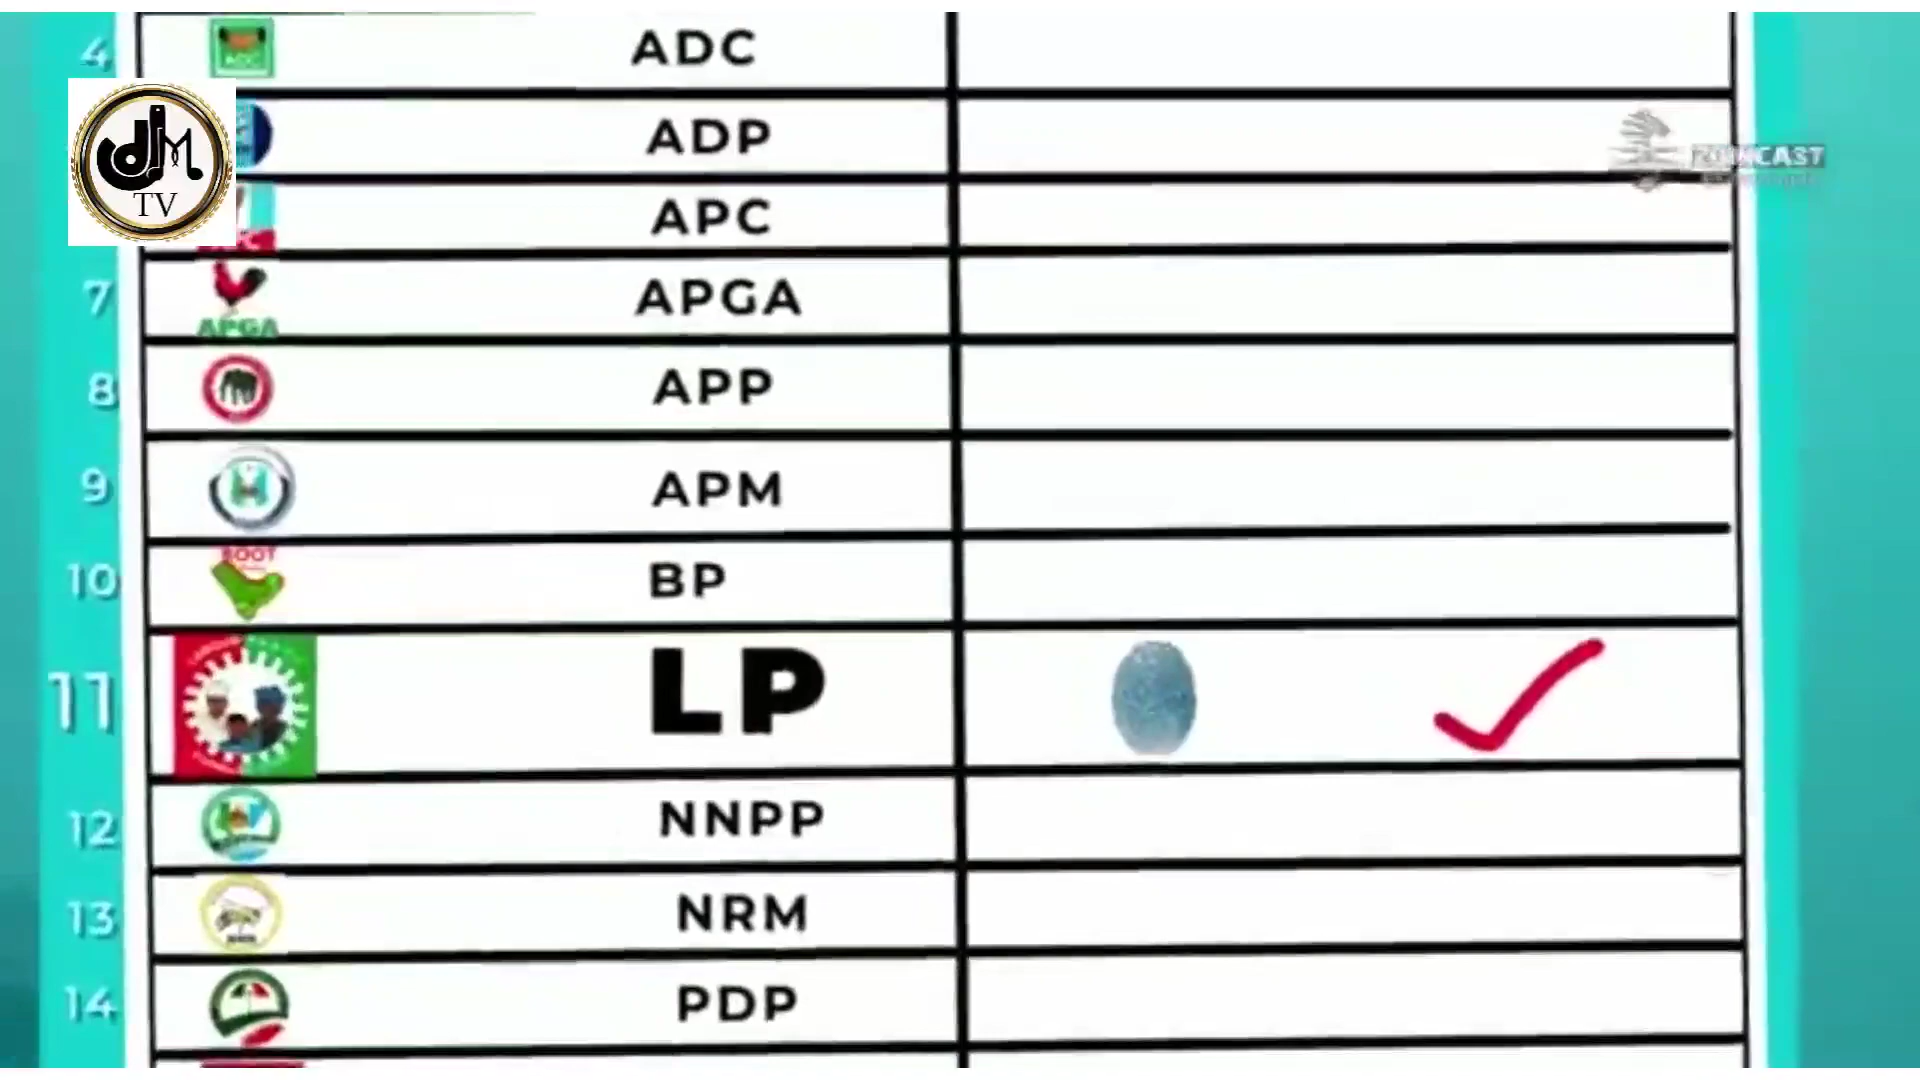 4 ADC
ADP
JM
TV
APC
7 APGA
APGA
8 APP
9 APM
10 BP
11 LP
12 NNPP
13 NRM
14 PDP